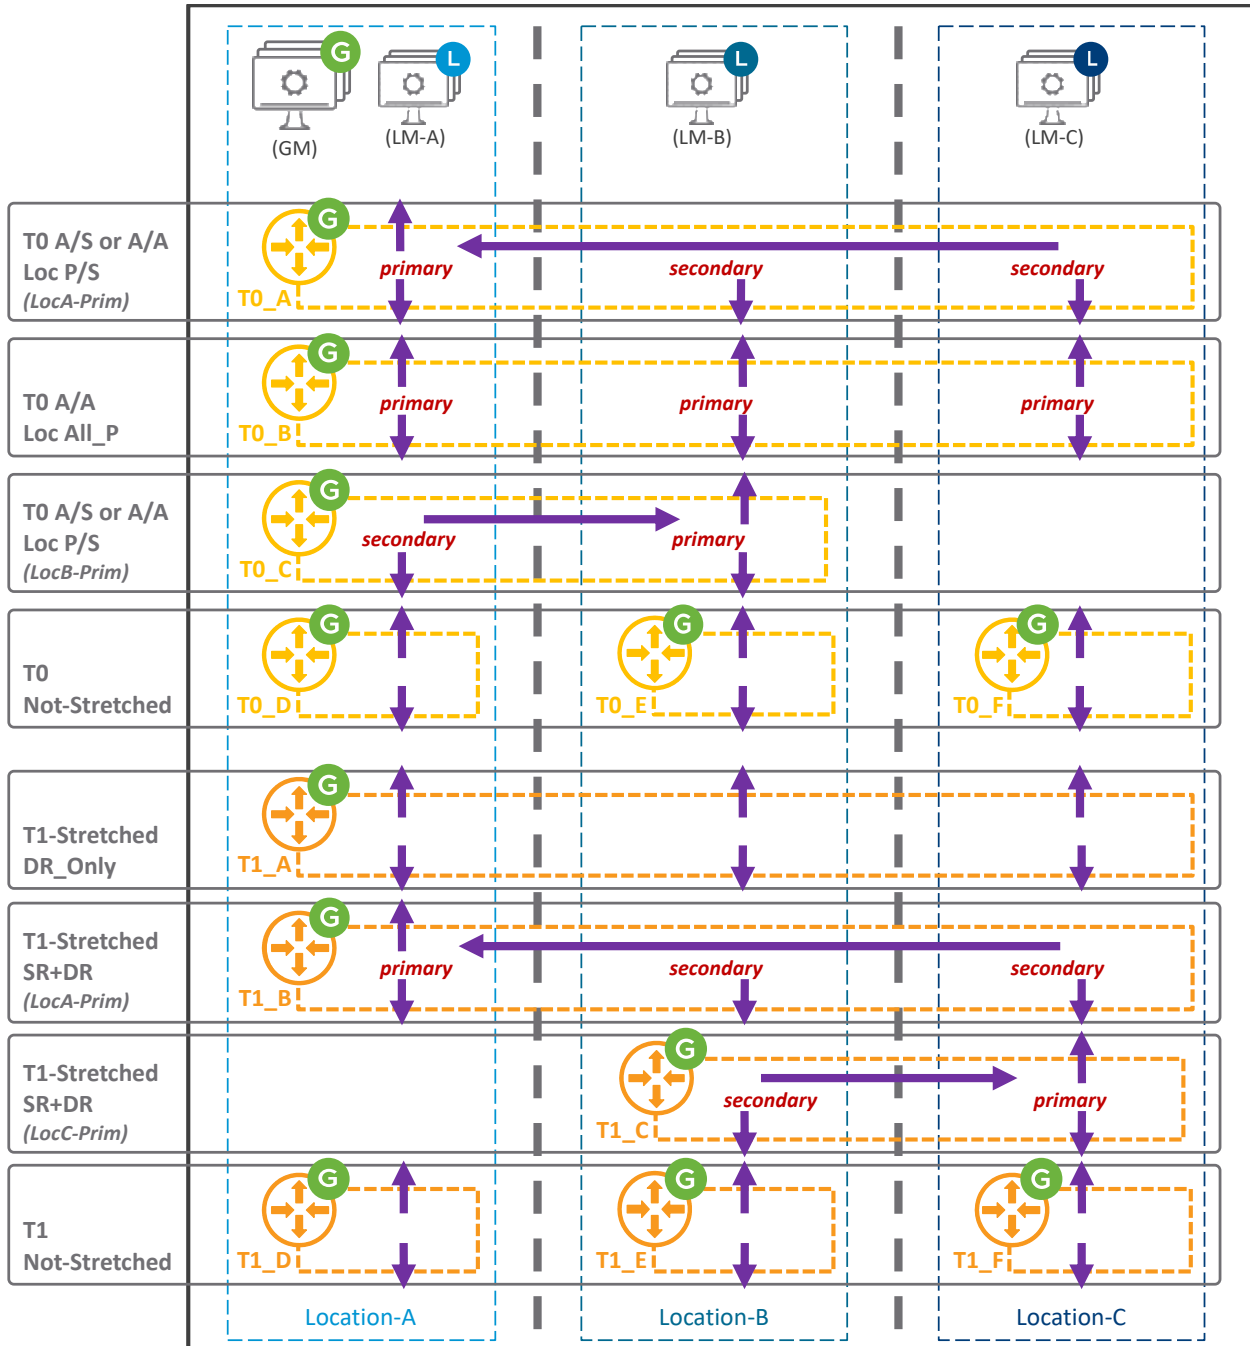 G
L
L
L
(GM)
(LM-A)
(LM-B)
(LM-C)
T0 A/S or A/A
Loc P/S
(LocA-Prim)
G
T0_A
primary
secondary
secondary
T0 A/A
Loc All_P
G
T0_B
primary
primary
primary
T0 A/S or A/A
Loc P/S
(LocB-Prim)
G
T0_C
secondary
primary
T0
Not-Stretched
G
T0_D
G
T0_E
G
T0_F
T1-Stretched
DR_Only
G
T1_A
T1-Stretched
SR+DR
(LocA-Prim)
G
T1_B
primary
secondary
secondary
T1-Stretched
SR+DR
(LocC-Prim)
G
T1_C
secondary
primary
T1
Not-Stretched
G
T1_D
G
T1_E
G
T1_F
Location-A
Location-B
Location-C